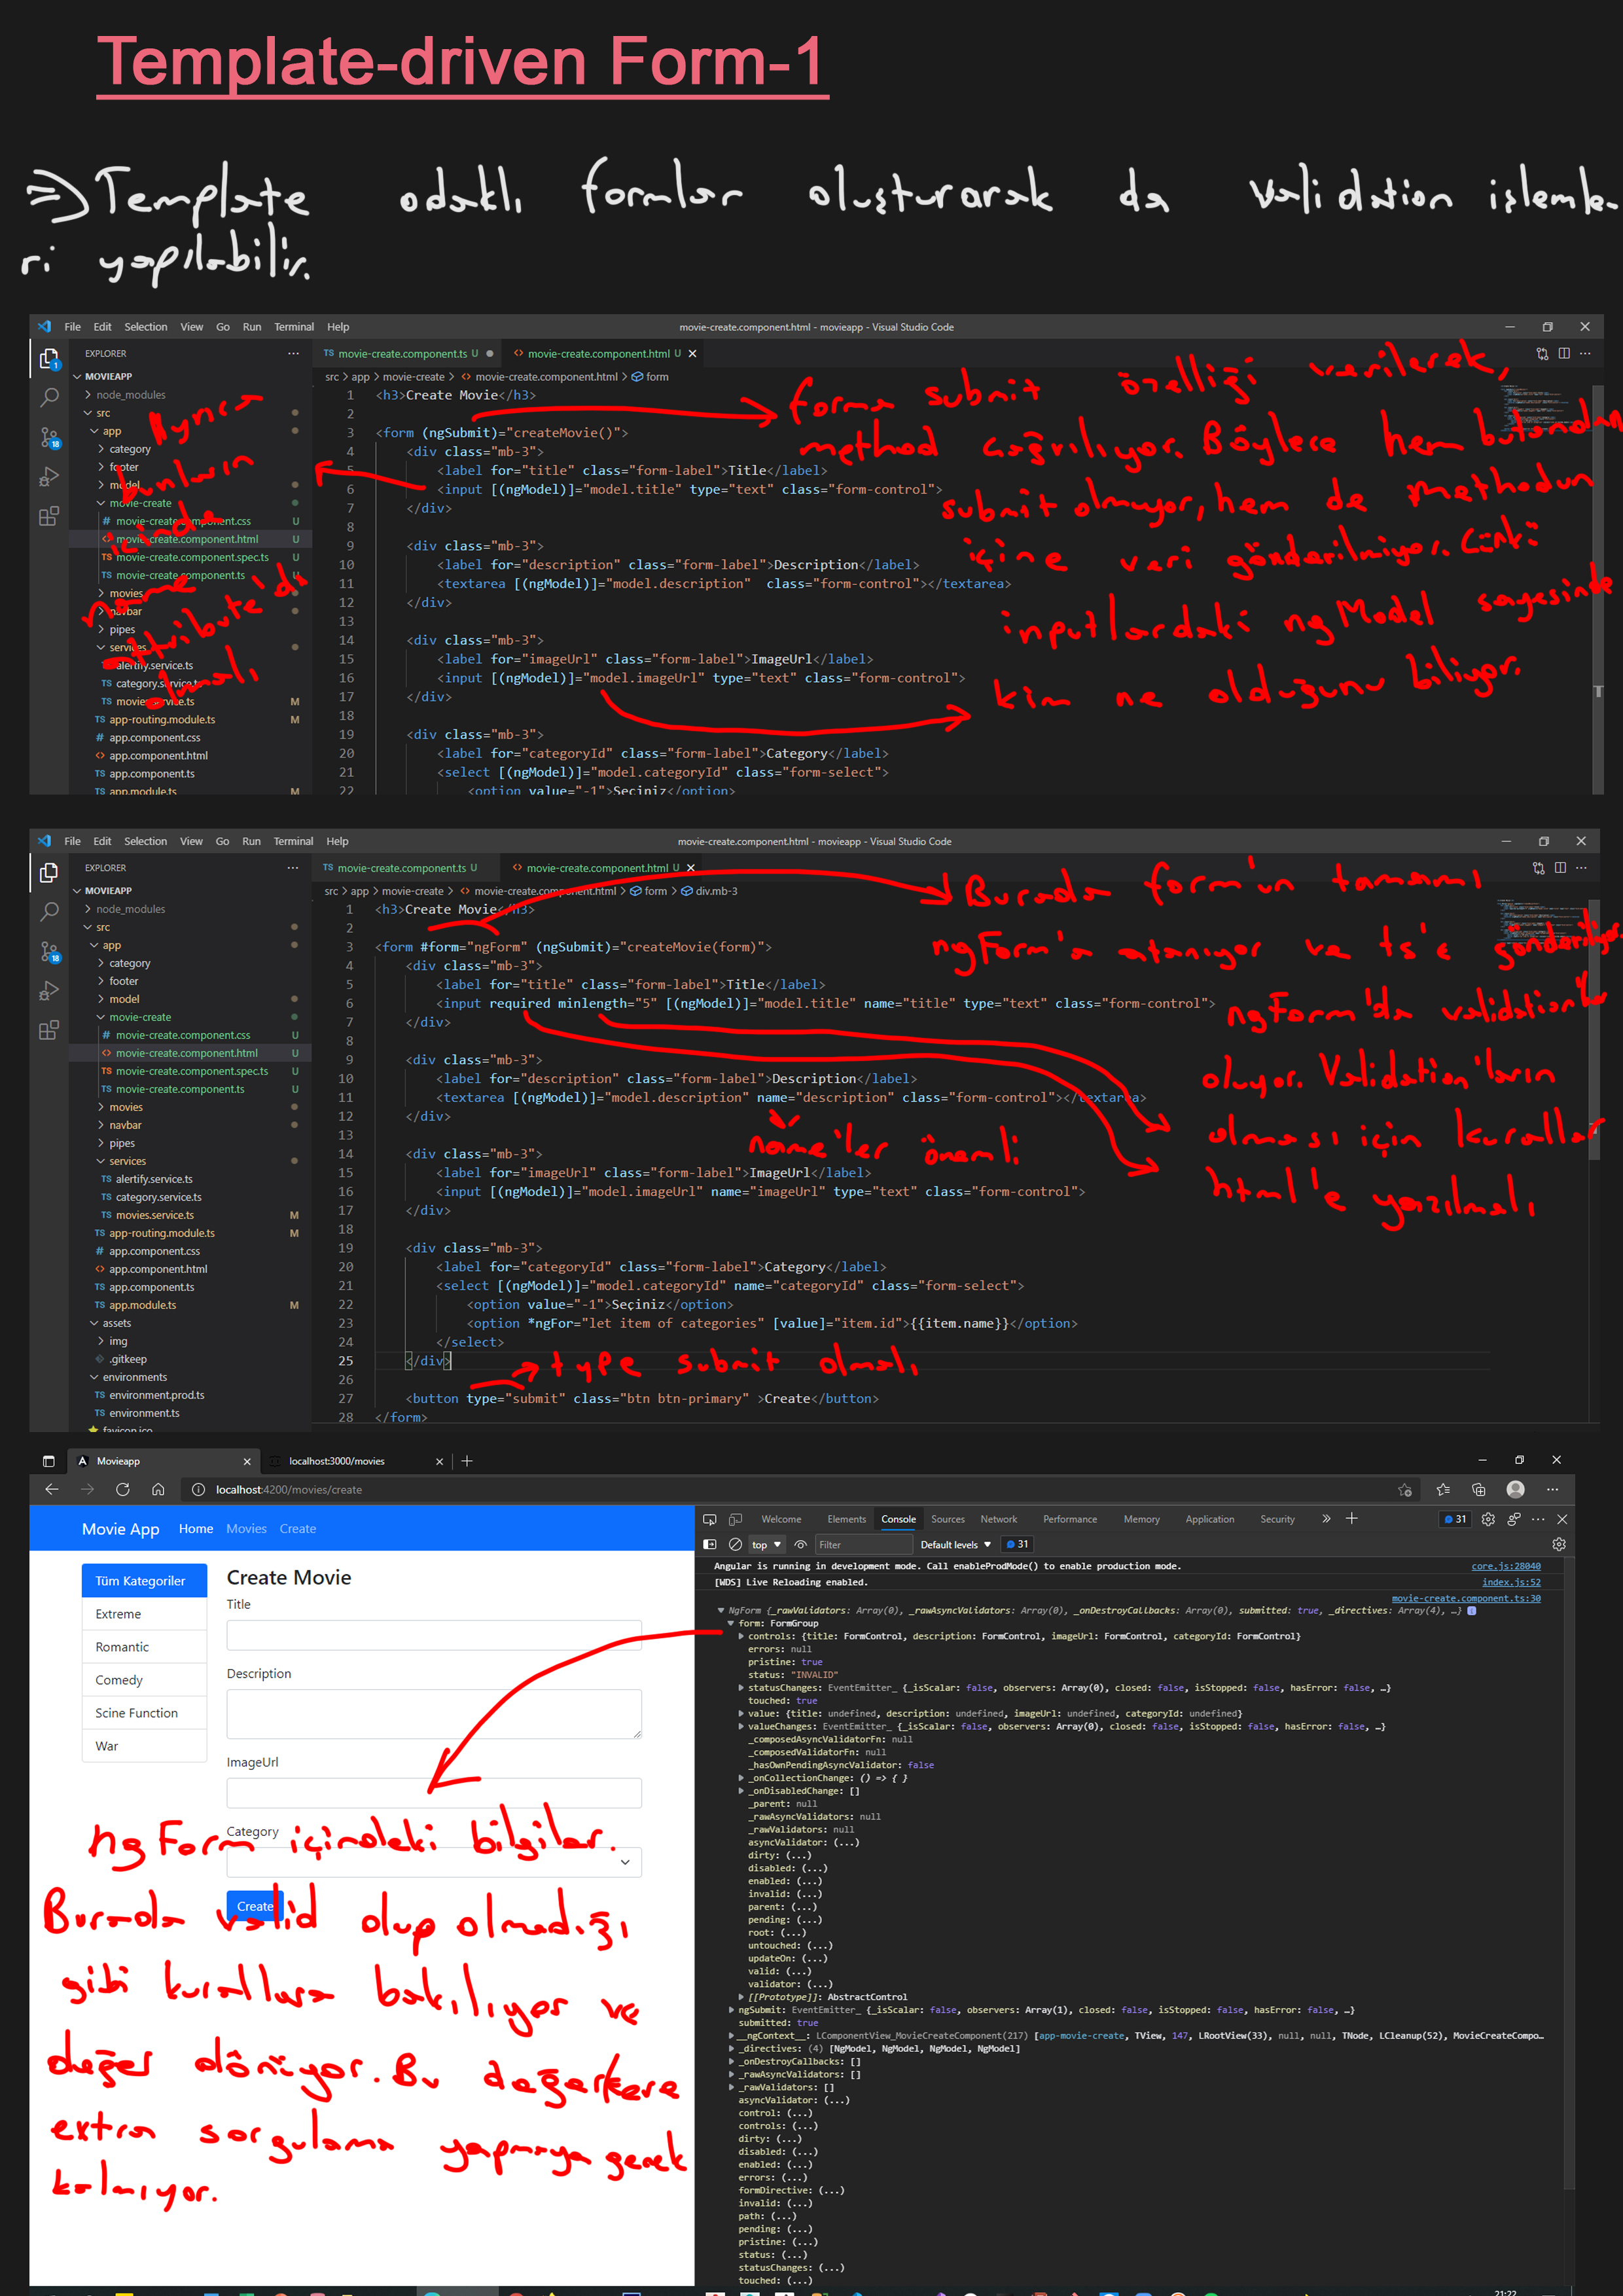 Template-driven Form-1
=> Template odaklı formlar oluşturarak da validation işlemle-
ri yapılabilir.
File Edit Selection View Go Run Terminal Help
movie-create.component.html - movieapp - Visual Studio Code
EXPLORER
MOVIEAPP
node_modules
src
app
category
footer
model
movie-create
movie-create.component.css U
movie-create.component.html U
movie-create.component.spec.ts U
movie-create.component.ts U
movies
navbar
pipes
services
alertify.service.ts
category.service.ts
movies.service.ts M
app-routing.module.ts M
app.component.css
app.component.html
app.component.ts
app.module.ts M
Ayrıca
bunların
içinde
name
attribute'ü de
olmalı
movie-create.component.ts U
movie-create.component.html U
src > app > movie-create > movie-create.component.html > form
1 <h3>Create Movie</h3>
2
3 <form (ngSubmit)="createMovie()">
4 <div class="mb-3">
5 <label for="title" class="form-label">Title</label>
6 <input [(ngModel)]="model.title" type="text" class="form-control">
7 </div>
8
9 <div class="mb-3">
10 <label for="description" class="form-label">Description</label>
11 <textarea [(ngModel)]="model.description"  class="form-control"></textarea>
12 </div>
13
14 <div class="mb-3">
15 <label for="imageUrl" class="form-label">ImageUrl</label>
16 <input [(ngModel)]="model.imageUrl" type="text" class="form-control">
17 </div>
18
19 <div class="mb-3">
20 <label for="categoryId" class="form-label">Category</label>
21 <select [(ngModel)]="model.categoryId" class="form-select">
22 <option value="-1">Seçiniz</option>
forma submit özelliği verilerek,
method çağrılıyor. Böylece hem butondan
submit olmuyor, hem de methodun
içine veri gönderilmiyor. Çünkü
inputlardaki ngModel sayesinde
kim ne olduğunu biliyor.
File Edit Selection View Go Run Terminal Help
movie-create.component.html - movieapp - Visual Studio Code
EXPLORER
MOVIEAPP
node_modules
src
app
category
footer
model
movie-create
movie-create.component.css U
movie-create.component.html U
movie-create.component.spec.ts U
movie-create.component.ts U
movies
navbar
pipes
services
alertify.service.ts
category.service.ts
movies.service.ts M
app-routing.module.ts M
app.component.css
app.component.html
app.component.ts
app.module.ts M
assets
img
.gitkeep
environments
environment.prod.ts
environment.ts
favicon.ico
movie-create.component.ts U
movie-create.component.html U
src > app > movie-create > movie-create.component.html > form > div.mb-3
1 <h3>Create Movie</h3>
2
3 <form #form="ngForm" (ngSubmit)="createMovie(form)">
4 <div class="mb-3">
5 <label for="title" class="form-label">Title</label>
6 <input required minlength="5" [(ngModel)]="model.title" name="title" type="text" class="form-control">
7 </div>
8
9 <div class="mb-3">
10 <label for="description" class="form-label">Description</label>
11 <textarea [(ngModel)]="model.description" name="description" class="form-control"></textarea>
12 </div>
13
14 <div class="mb-3">
15 <label for="imageUrl" class="form-label">ImageUrl</label>
16 <input [(ngModel)]="model.imageUrl" name="imageUrl" type="text" class="form-control">
17 </div>
18
19 <div class="mb-3">
20 <label for="categoryId" class="form-label">Category</label>
21 <select [(ngModel)]="model.categoryId" name="categoryId" class="form-select">
22 <option value="-1">Seçiniz</option>
23 <option *ngFor="let item of categories" [value]="item.id">{{item.name}}</option>
24 </select>
25 </div>
26
27 <button type="submit" class="btn btn-primary" >Create</button>
28 </form>
Burada form'un tamamı
ngForm'a atanıyor ve ts'e gönderiliyor
ngForm'da validation'lar
oluyor. Validation'ların
olması için kurallar
html'e yazılmalı
name'ler önemli
type submit olmalı
Movieapp
localhost:3000/movies
localhost:4200/movies/create
Movie App Home Movies Create
Tüm Kategoriler
Extreme
Romantic
Comedy
Scine Function
War
Create Movie
Title
Description
ImageUrl
Category
Create
ngForm içindeki bilgiler.
Burada valid olup olmadığı
gibi kurallara bakılıyor ve
değer dönüyor. Bu değerlere
extra sorgulama yapmaya gerek
kalmıyor.
Welcome Elements Console Sources Network Performance Memory Application Security 31
top Filter Default levels 31
Angular is running in development mode. Call enableProdMode() to enable production mode. core.js:28040
[WDS] Live Reloading enabled. index.js:52
movie-create.component.ts:30
NgForm {_rawValidators: Array(0), _rawAsyncValidators: Array(0), _onDestroyCallbacks: Array(0), submitted: true, _directives: Array(4), …}
form: FormGroup
controls: {title: FormControl, description: FormControl, imageUrl: FormControl, categoryId: FormControl}
errors: null
pristine: true
status: "INVALID"
statusChanges: EventEmitter_ {_isScalar: false, observers: Array(0), closed: false, isStopped: false, hasError: false, …}
touched: true
value: {title: undefined, description: undefined, imageUrl: undefined, categoryId: undefined}
valueChanges: EventEmitter_ {_isScalar: false, observers: Array(0), closed: false, isStopped: false, hasError: false, …}
_composedAsyncValidatorFn: null
_composedValidatorFn: null
_hasOwnPendingAsyncValidator: false
_onCollectionChange: () => { }
_onDisabledChange: []
_parent: null
_rawAsyncValidators: null
_rawValidators: null
asyncValidator: (...)
dirty: (...)
disabled: (...)
enabled: (...)
invalid: (...)
parent: (...)
pending: (...)
root: (...)
untouched: (...)
updateOn: (...)
valid: (...)
validator: (...)
[[Prototype]]: AbstractControl
ngSubmit: EventEmitter_ {_isScalar: false, observers: Array(1), closed: false, isStopped: false, hasError: false, …}
submitted: true
__ngContext__: LComponentView_MovieCreateComponent(217) [app-movie-create, TView, 147, LRootView(33), null, null, TNode, LCleanup(52), MovieCreateCompo…
_directives: (4) [NgModel, NgModel, NgModel, NgModel]
_onDestroyCallbacks: []
_rawAsyncValidators: []
_rawValidators: []
asyncValidator: (...)
control: (...)
controls: (...)
dirty: (...)
disabled: (...)
enabled: (...)
errors: (...)
formDirective: (...)
invalid: (...)
path: (...)
pending: (...)
pristine: (...)
status: (...)
statusChanges: (...)
touched: (...)
21:22